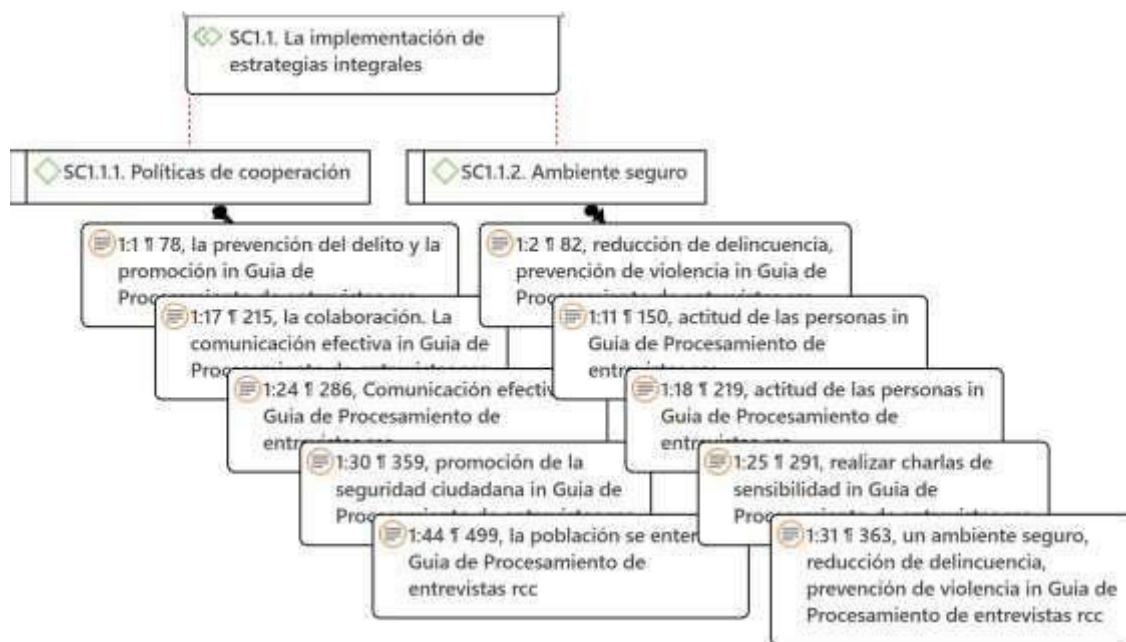 SC1.1. La implementación de
estrategias integrales
SC1.1.1. Políticas de cooperación
1:1 ¶ 78, la prevención del delito y la
promoción in Guia de
Procesamiento de entrevistas rcc
1:17 ¶ 215, la colaboración. La
comunicación efectiva in Guia de
1:24 ¶ 286, Comunicación efectiv
Guia de Procesamiento de
entrevistas rcc
1:30 ¶ 359, promoción de la
seguridad ciudadana in Guia de
1:44 ¶ 499, la población se enter
Guia de Procesamiento de
entrevistas rcc
SC1.1.2. Ambiente seguro
1:2 ¶ 82, reducción de delincuencia,
prevención de violencia in Guia de
1:11 ¶ 150, actitud de las personas in
Guia de Procesamiento de
1:18 ¶ 219, actitud de las personas in
Guia de Procesamiento de
1:25 ¶ 291, realizar charlas de
sensibilidad in Guia de
1:31 ¶ 363, un ambiente seguro,
reducción de delincuencia,
prevención de violencia in Guia de
Procesamiento de entrevistas rcc